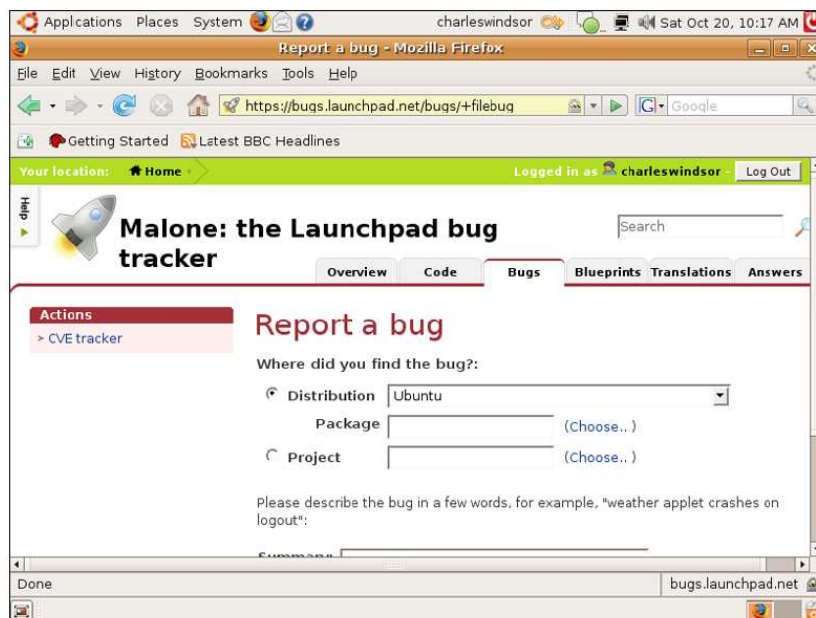 Applications Places System charleswindsor Sat Oct 20, 10:17 AM
Report a bug - Mozilla Firefox
File Edit View History Bookmarks Tools Help
https://bugs.launchpad.net/bugs/+filebug G Google
Getting Started Latest BBC Headlines
Your location: Home Logged in as charleswindsor - Log Out
Help
Malone: the Launchpad bug tracker
Search
Overview Code Bugs Blueprints Translations Answers
Actions
> CVE tracker
Report a bug
Where did you find the bug?:
Distribution Ubuntu
Package (Choose.. )
Project (Choose.. )
Please describe the bug in a few words, for example, "weather applet crashes on
logout":
Summary:
Done bugs.launchpad.net